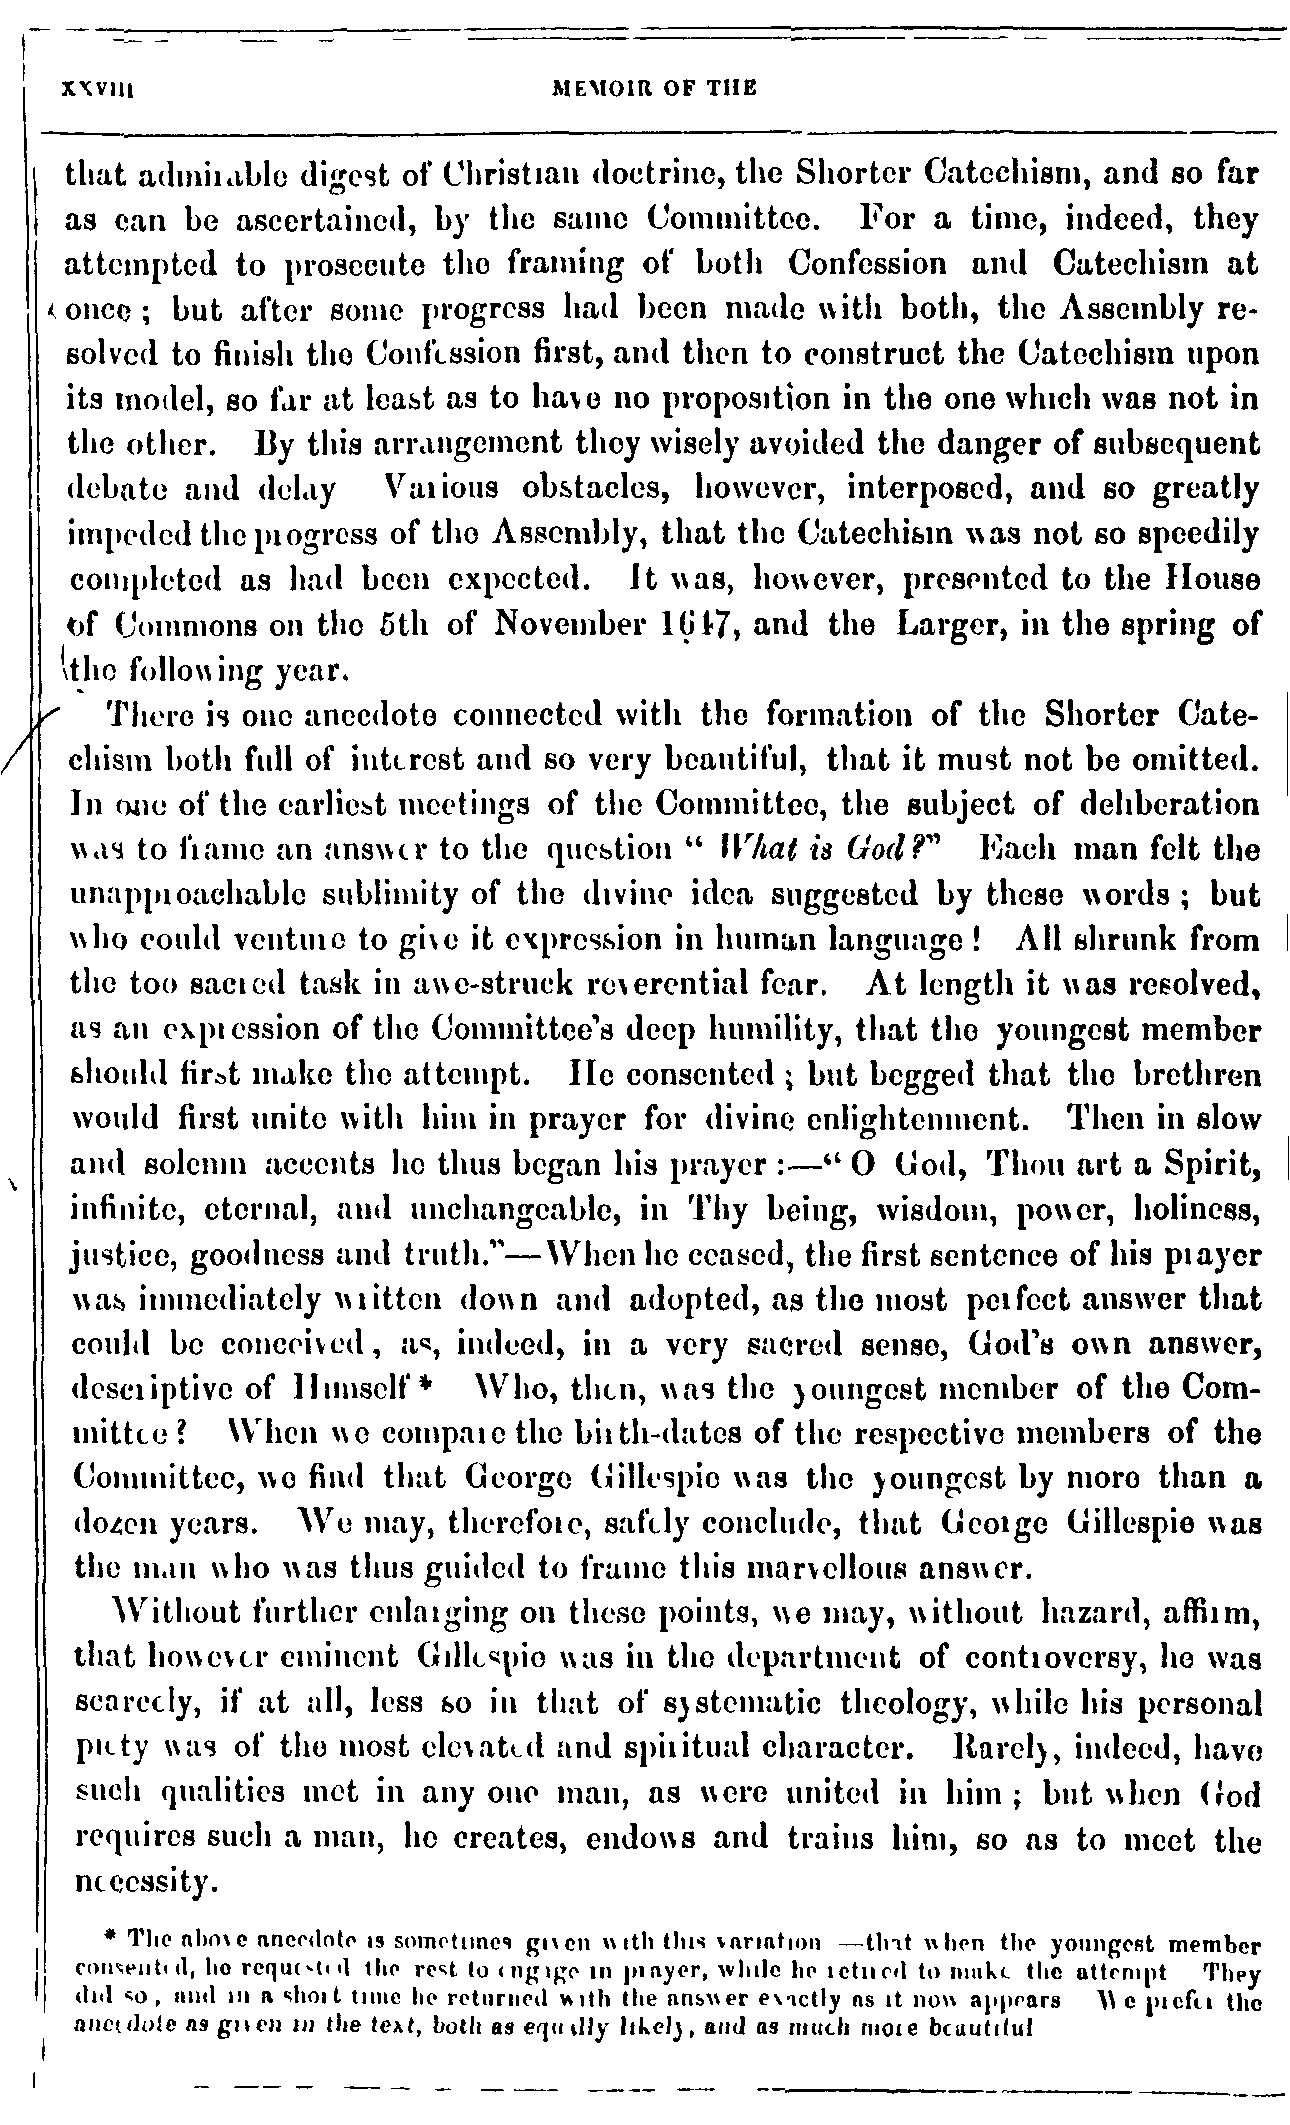 XXVIII MEMOIR OF THE
that admirable digest of Christian doctrine, the Shorter Catechism, and so far
as can be ascertained, by the same Committee. For a time, indeed, they
attempted to prosecute the framing of both Confession and Catechism at
once; but after some progress had been made with both, the Assembly re-
solved to finish the Confession first, and then to construct the Catechism upon
its model, so far at least as to have no proposition in the one which was not in
the other. By this arrangement they wisely avoided the danger of subsequent
debate and delay Various obstacles, however, interposed, and so greatly
impeded the progress of the Assembly, that the Catechism was not so speedily
completed as had been expected. It was, however, presented to the House
of Commons on the 5th of November 1647, and the Larger, in the spring of
the following year.
There is one anecdote connected with the formation of the Shorter Cate-
chism both full of interest and so very beautiful, that it must not be omitted.
In one of the earliest meetings of the Committee, the subject of deliberation
was to frame an answer to the question "What is God?" Each man felt the
unapproachable sublimity of the divine idea suggested by these words; but
who could venture to give it expression in human language! All shrunk from
the too sacred task in awe-struck reverential fear. At length it was resolved,
as an expression of the Committee's deep humility, that the youngest member
should first make the attempt. He consented; but begged that the brethren
would first unite with him in prayer for divine enlightenment. Then in slow
and solemn accents he thus began his prayer:—"O God, Thou art a Spirit,
infinite, eternal, and unchangeable, in Thy being, wisdom, power, holiness,
justice, goodness and truth."—When he ceased, the first sentence of his prayer
was immediately written down and adopted, as the most perfect answer that
could be conceived, as, indeed, in a very sacred sense, God's own answer,
descriptive of Himself* Who, then, was the youngest member of the Com-
mittee? When we compare the birth-dates of the respective members of the
Committee, we find that George Gillespie was the youngest by more than a
dozen years. We may, therefore, safely conclude, that George Gillespie was
the man who was thus guided to frame this marvellous answer.
Without further enlarging on these points, we may, without hazard, affirm,
that however eminent Gillespie was in the department of controversy, he was
scarcely, if at all, less so in that of systematic theology, while his personal
piety was of the most elevated and spiritual character. Rarely, indeed, have
such qualities met in any one man, as were united in him; but when God
requires such a man, he creates, endows and trains him, so as to meet the
necessity.
* The above anecdote is sometimes given with this variation —that when the youngest member
consented, he requested the rest to engage in prayer, while he retired to make the attempt They
did so, and in a short time he returned with the answer exactly as it now appears We prefer the
anecdote as given in the text, both as equally likely, and as much more beautiful